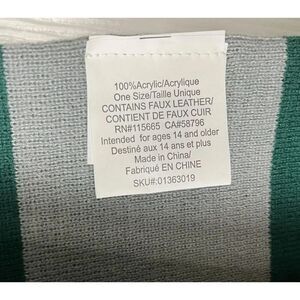 100%Acrylic/Acrylique
One Size/Taille Unique
CONTAINS FAUX LEATHER/
CONTIENT DE FAUX CUIR
RN#115665 CA#58796
Intended for ages 14 and older
Destiné aux 14 ans et plus
Made in China/
Fabriqué EN CHINE
SKU#:01363019